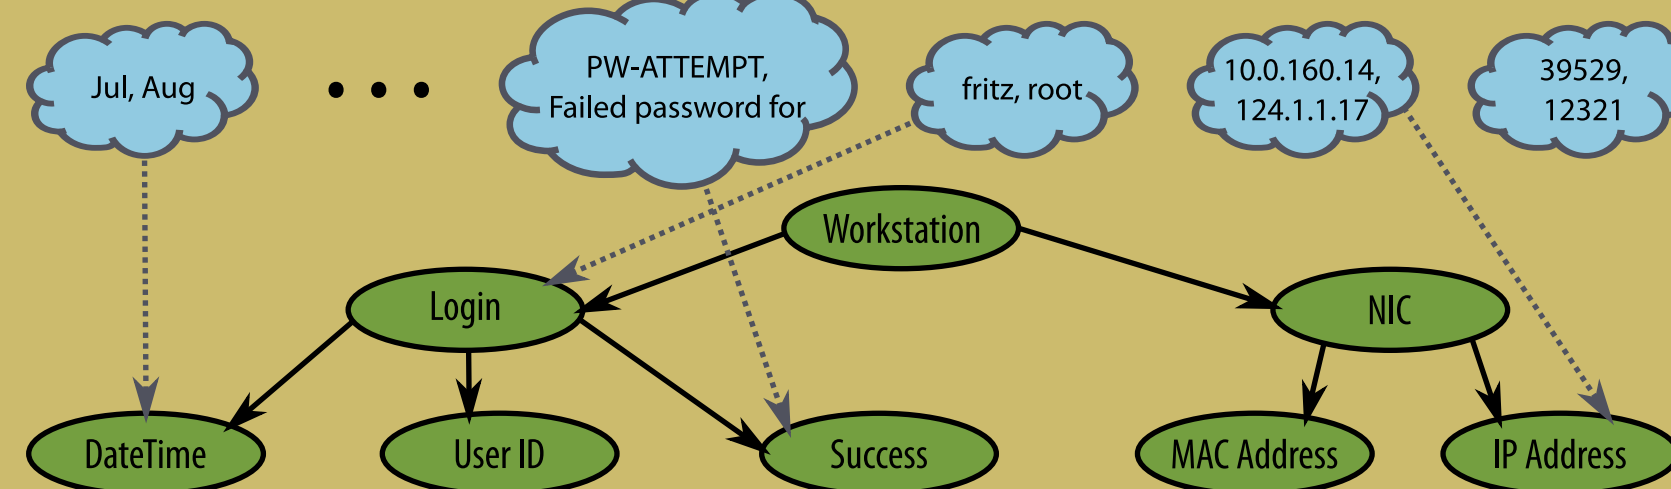 Jul, Aug
• • •
PW-ATTEMPT,
Failed password for
fritz, root
10.0.160.14,
124.1.1.17
39529,
12321
Workstation
Login
NIC
DateTime
User ID
Success
MAC Address
IP Address